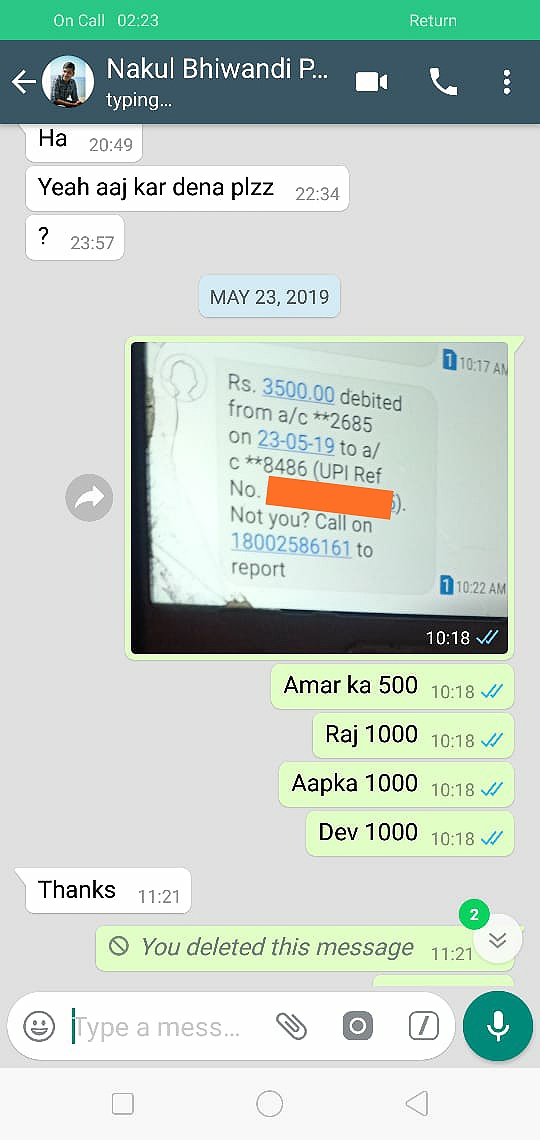 On Call 02:23 Return
Nakul Bhiwandi P...
typing...
Ha 20:49
Yeah aaj kar dena plzz 22:34
? 23:57
MAY 23, 2019
1 10:17 AM
Rs. 3500.00 debited
from a/c **2685
on 23-05-19 to a/
c **8486 (UPI Ref
No. ).
Not you? Call on
18002586161 to
report
1 10:22 AM
10:18
Amar ka 500 10:18
Raj 1000 10:18
Aapka 1000 10:18
Dev 1000 10:18
Thanks 11:21
2
You deleted this message 11:21
Type a mess...